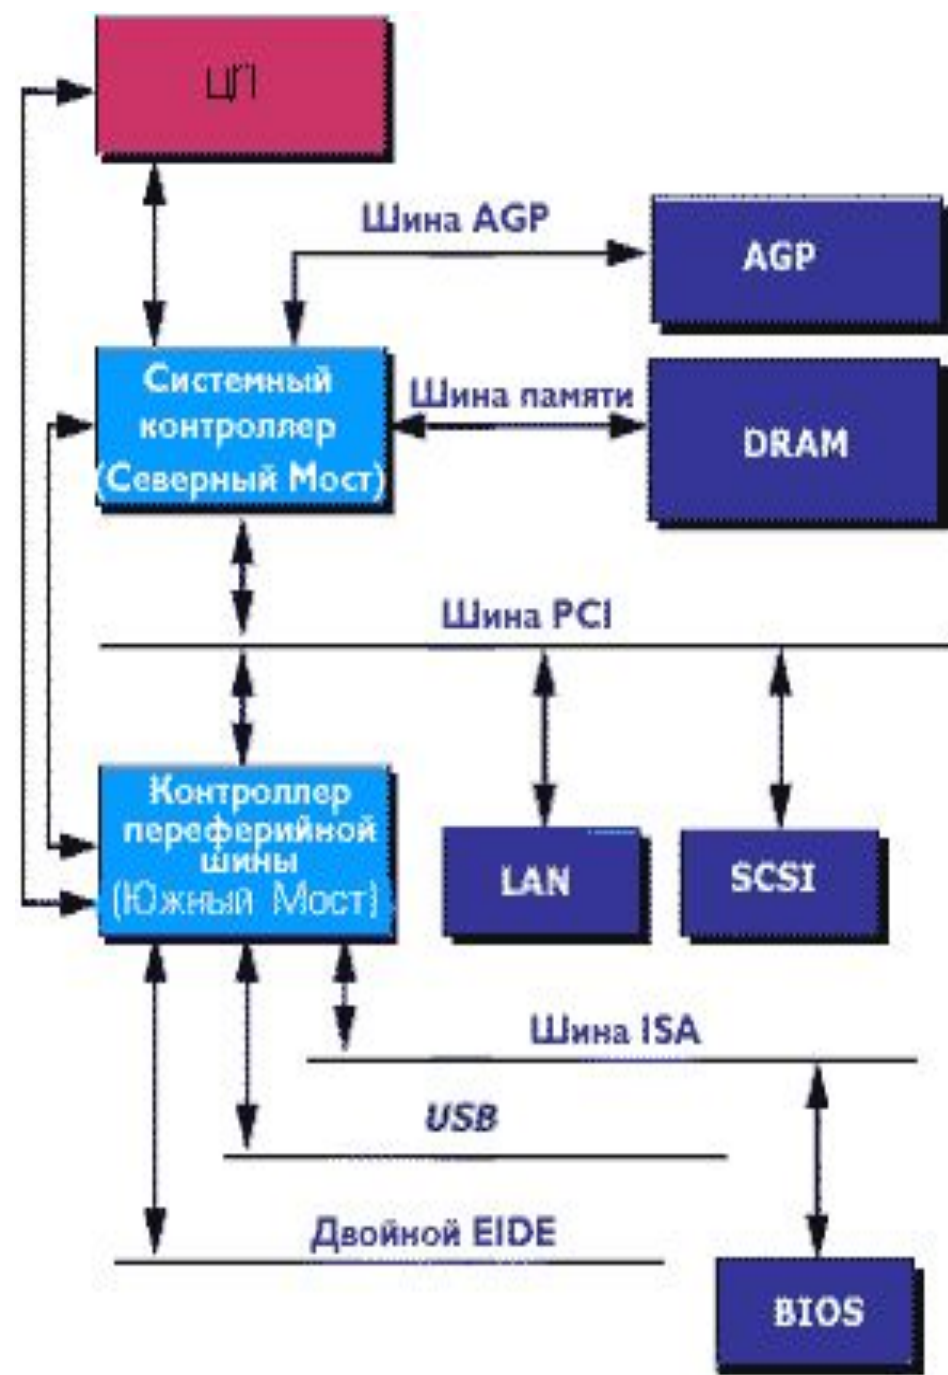 ЦП
Шина AGP
AGP
Системный
контроллер
(Северный Мост)
Шина памяти
DRAM
Шина PCI
Контроллер
переферийной
шины
(Южный Мост)
LAN
SCSI
Шина ISA
USB
Двойной EIDE
BIOS